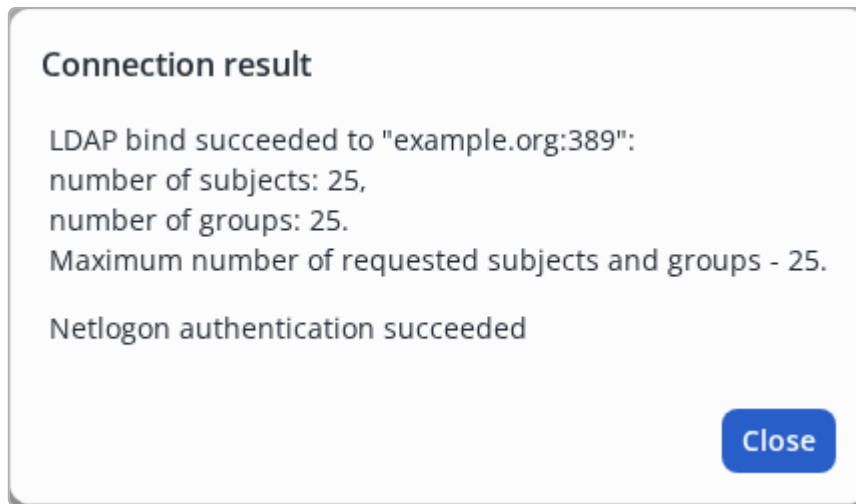 Connection result
LDAP bind succeeded to "example.org:389":
number of subjects: 25,
number of groups: 25.
Maximum number of requested subjects and groups - 25.
Netlogon authentication succeeded
Close